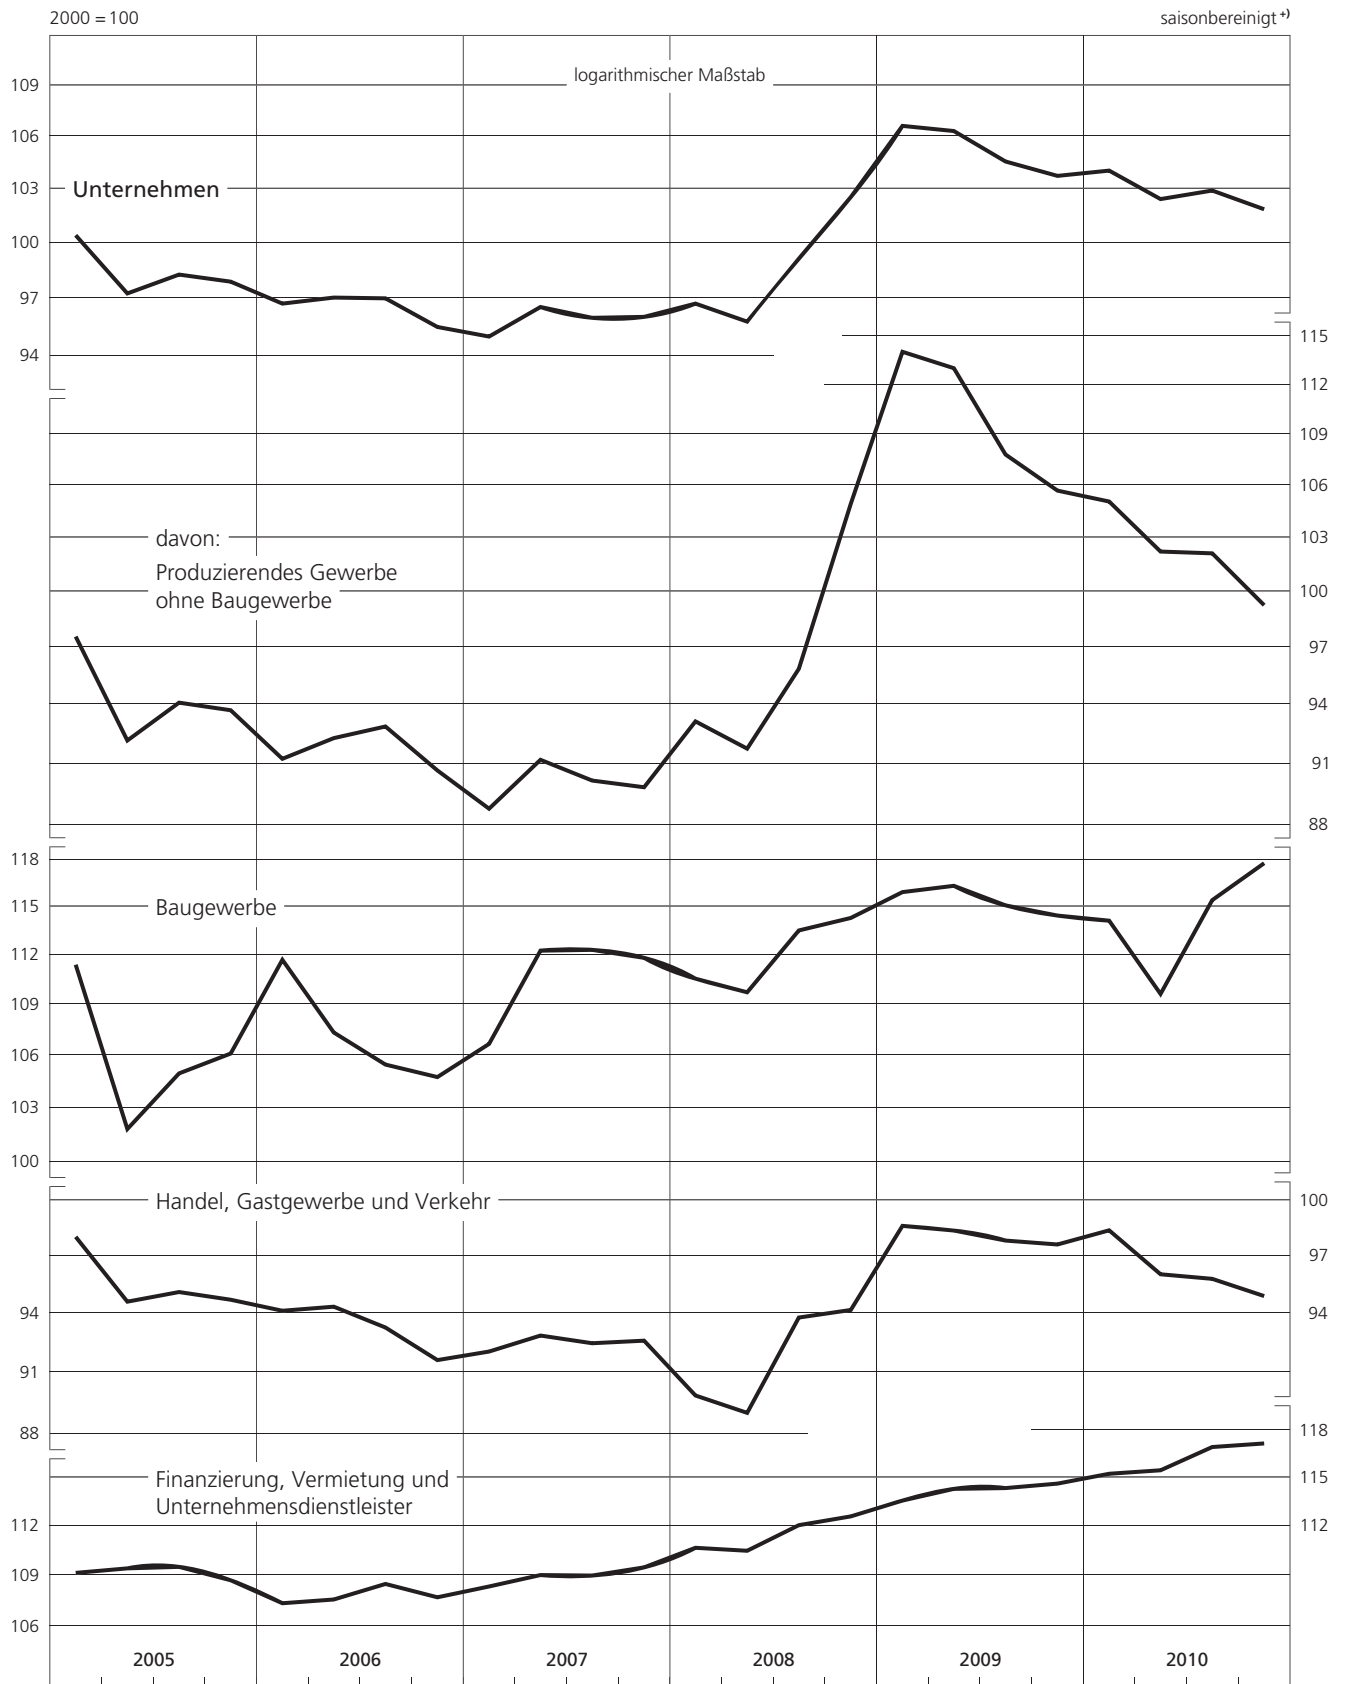 2000 = 100
saisonbereinigt +)
logarithmischer Maßstab
109
106
103
Unternehmen
100
97
94
115
112
109
106
davon:
103
Produzierendes Gewerbe
ohne Baugewerbe
100
97
94
91
88
118
115
Baugewerbe
112
109
106
103
100
Handel, Gastgewerbe und Verkehr
100
97
94
94
91
88
118
Finanzierung, Vermietung und
115
Unternehmensdienstleister
112
112
109
106
2005 2006 2007 2008 2009 2010